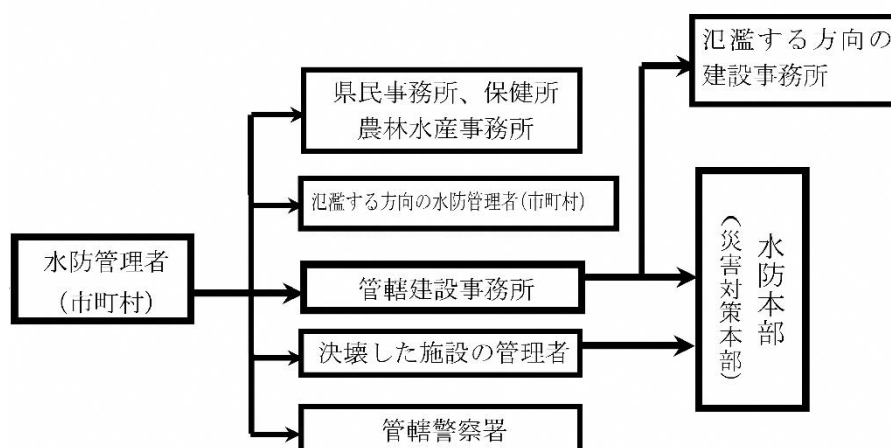 氾濫する方向の
建設事務所
県民事務所、保健所
農林水産事務所
氾濫する方向の水防管理者(市町村)
水防管理者
(市町村)
管轄建設事務所
水防本部
(災害対策本部)
決壊した施設の管理者
管轄警察署